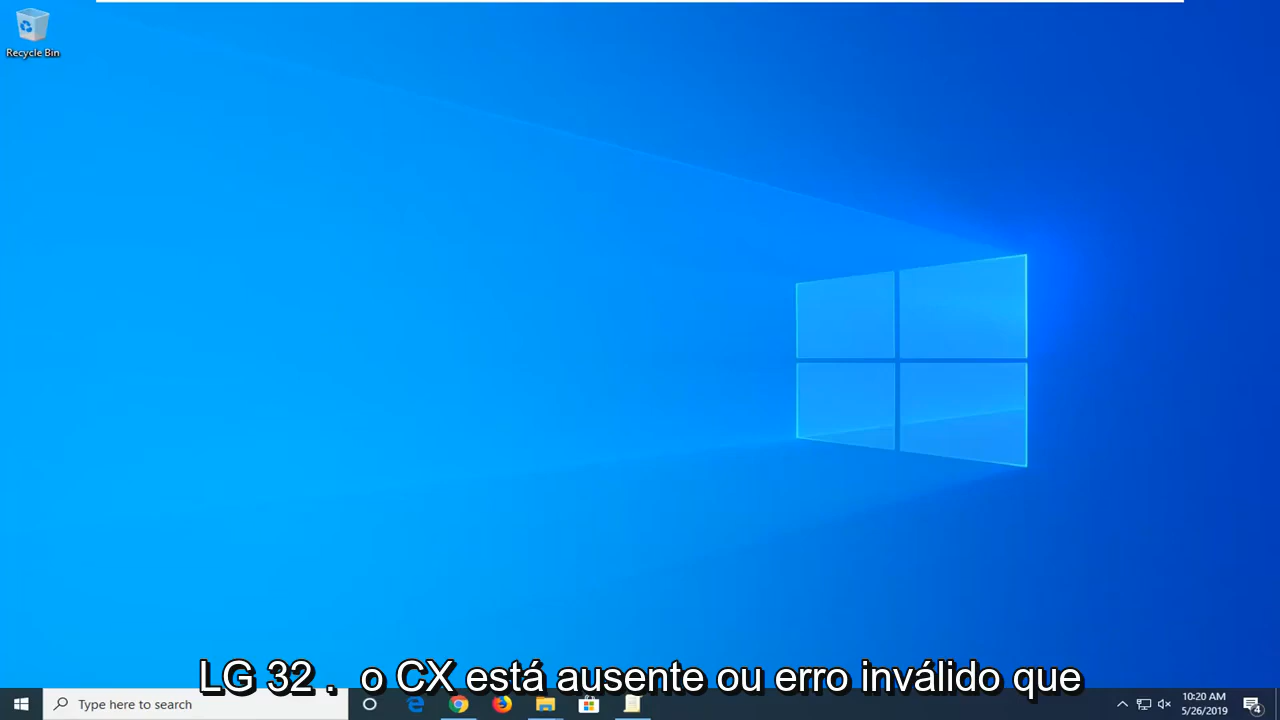 Recycle Bin
LG 32 . o CX está ausente ou erro inválido que
Type here to search
10:20 AM
5/26/2019
4